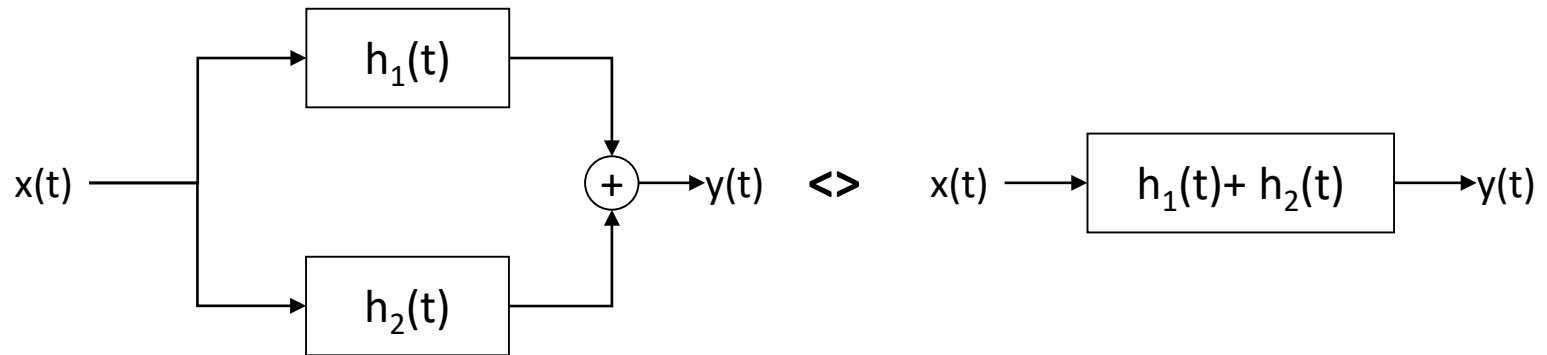 h₁(t)
x(t) + y(t) <> x(t) h₁(t)+ h₂(t) y(t)
h₂(t)